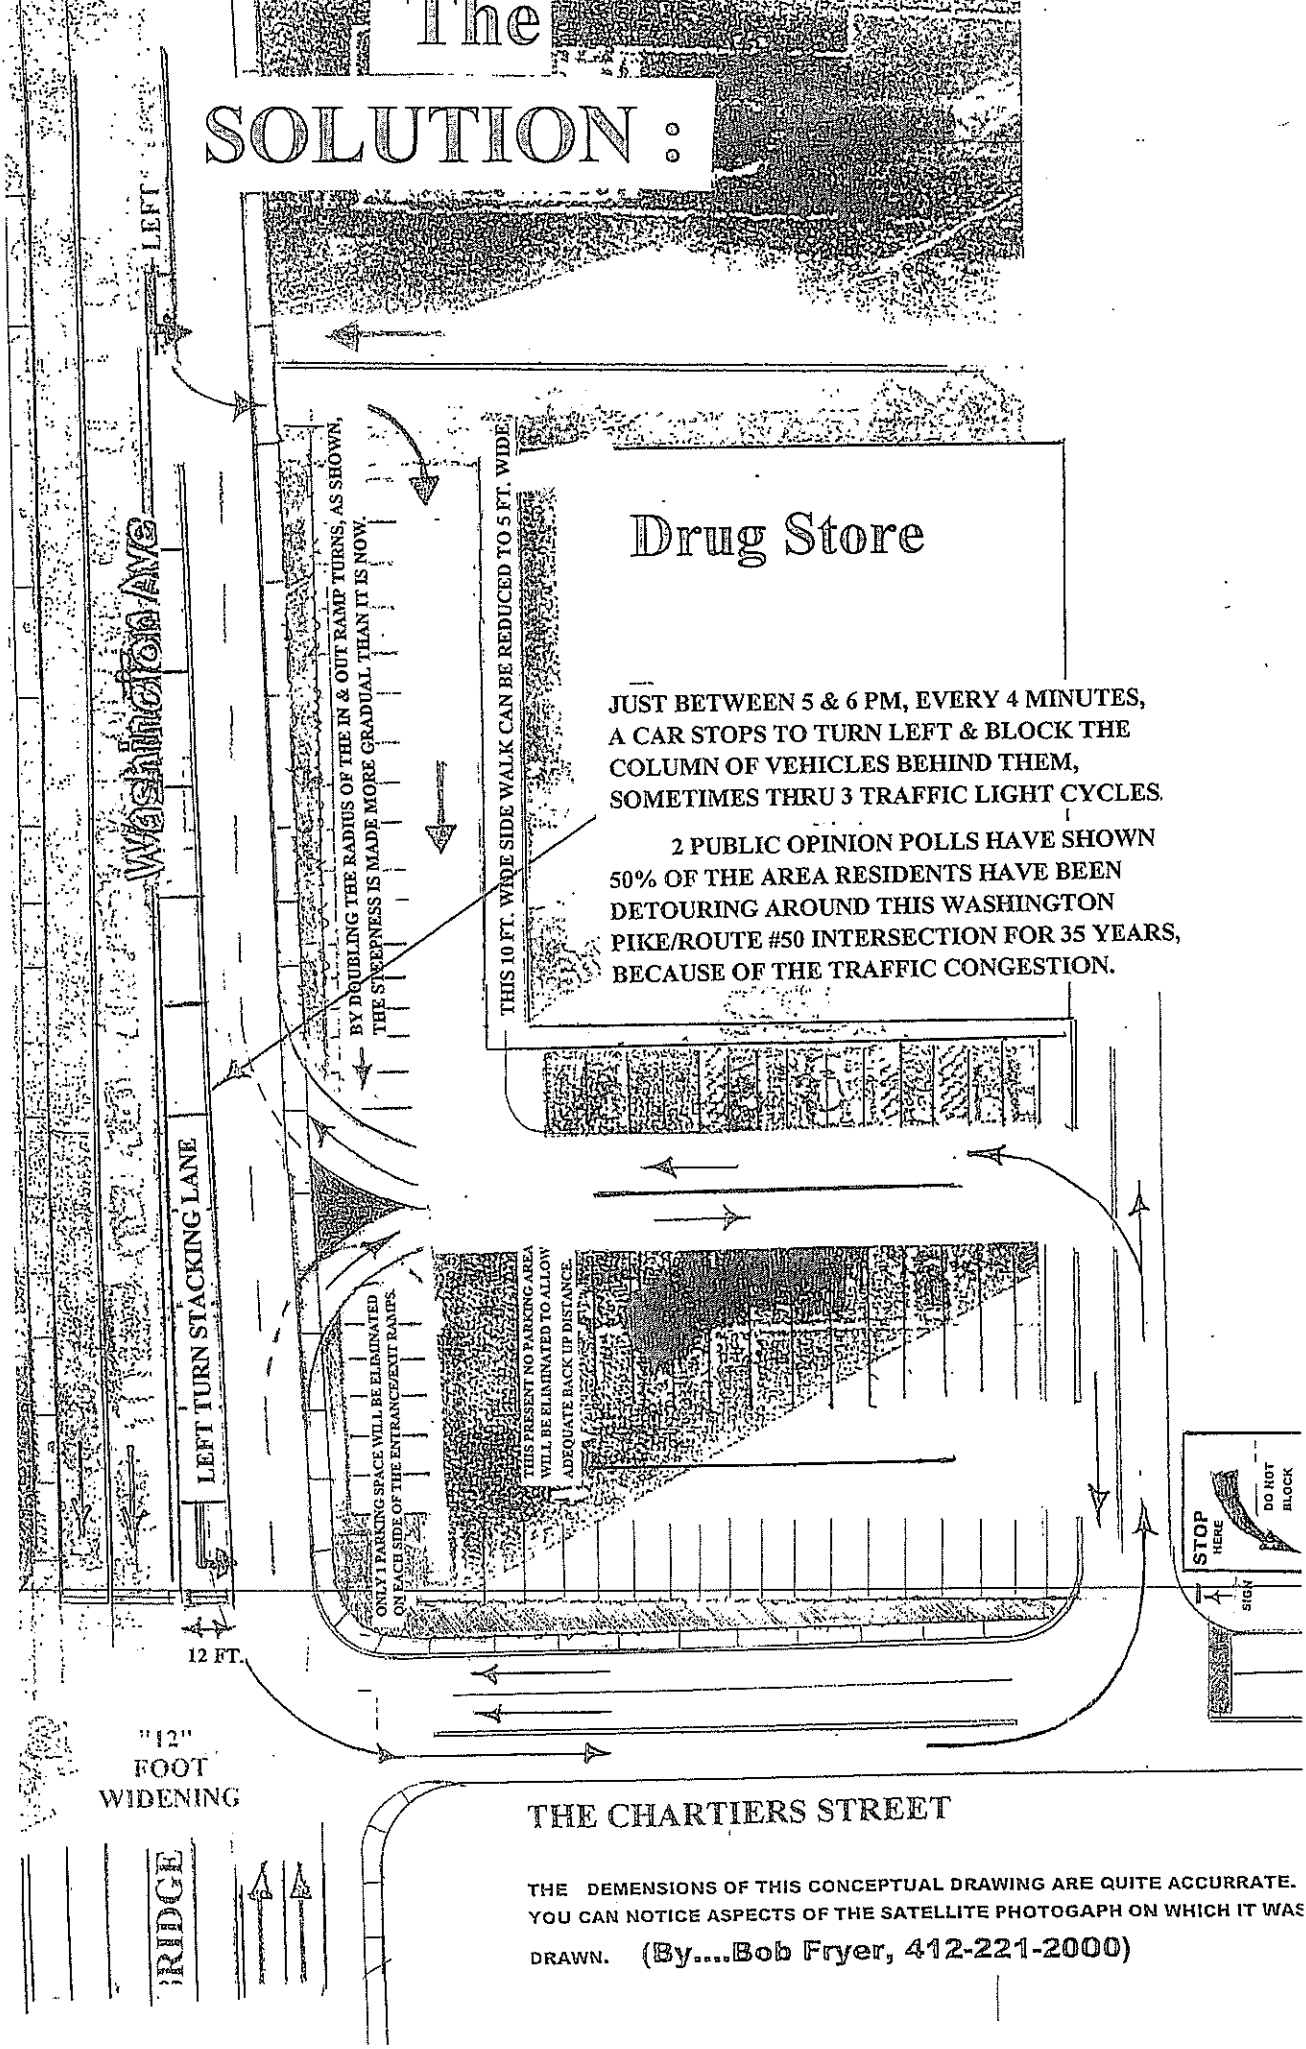 The
SOLUTION :
LEFT
Washington Ave
BY DOUBLING THE RADIUS OF THE IN & OUT RAMP TURNS, AS SHOWN,
THE STEEPNESS IS MADE MORE GRADUAL THAN IT IS NOW.
THIS 10 FT. WIDE SIDE WALK CAN BE REDUCED TO 5 FT. WIDE
Drug Store
JUST BETWEEN 5 & 6 PM, EVERY 4 MINUTES,
A CAR STOPS TO TURN LEFT & BLOCK THE
COLUMN OF VEHICLES BEHIND THEM,
SOMETIMES THRU 3 TRAFFIC LIGHT CYCLES.
2 PUBLIC OPINION POLLS HAVE SHOWN
50% OF THE AREA RESIDENTS HAVE BEEN
DETOURING AROUND THIS WASHINGTON
PIKE/ROUTE #50 INTERSECTION FOR 35 YEARS,
BECAUSE OF THE TRAFFIC CONGESTION.
LEFT TURN STACKING LANE
ONLY 1 PARKING SPACE WILL BE ELIMINATED
ON EACH SIDE OF THE ENTRANCE/EXIT RAMPS.
THIS PRESENT NO PARKING AREA
WILL BE ELIMINATED TO ALLOW
ADEQUATE BACK UP DISTANCE.
STOP
HERE
DO NOT
BLOCK
SIGN
12 FT.
"12"
FOOT
WIDENING
BRIDGE
THE CHARTIERS STREET
THE DEMENSIONS OF THIS CONCEPTUAL DRAWING ARE QUITE ACCURRATE.
YOU CAN NOTICE ASPECTS OF THE SATELLITE PHOTOGAPH ON WHICH IT WAS
DRAWN. (By....Bob Fryer, 412-221-2000)